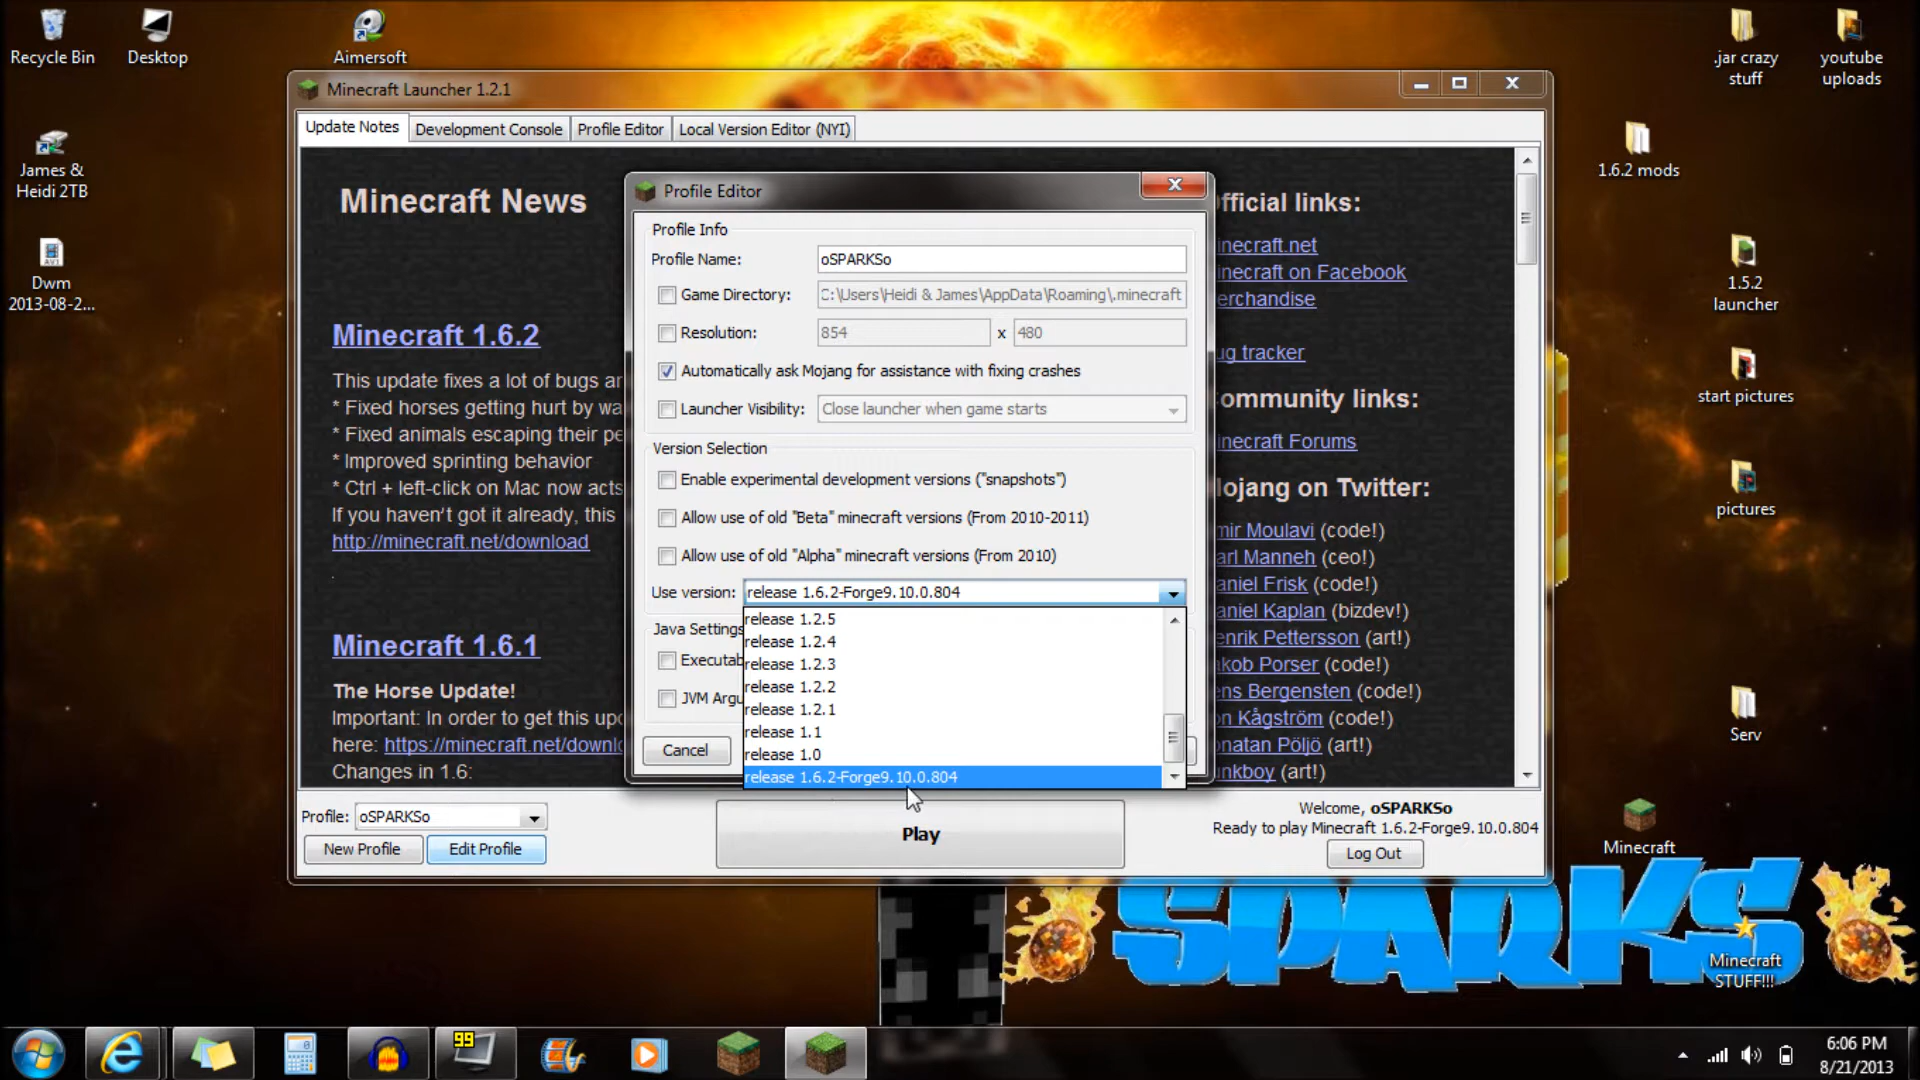 Recycle Bin
Desktop
Aimersoft
.jar crazy
stuff
youtube
uploads
James &
Heidi 2TB
Dwm
2013-08-2...
1.6.2 mods
1.5.2
launcher
start pictures
pictures
Serv
Minecraft
Minecraft
STUFF!!!
SPARKS
Minecraft Launcher 1.2.1
Update Notes
Development Console
Profile Editor
Local Version Editor (NYI)
Minecraft News
Minecraft 1.6.2
This update fixes a lot of bugs
* Fixed horses getting hurt by
* Fixed animals escaping their
* Improved sprinting behavior
* Ctrl + left-click on Mac now acts
If you haven't got it already, this
http://minecraft.net/download
.
Minecraft 1.6.1
The Horse Update!
Important: In order to get this
here: https://minecraft.net/downl
Changes in 1.6:
fficial links:
inecraft.net
inecraft on Facebook
erchandise
ug tracker
ommunity links:
inecraft Forums
ojang on Twitter:
mir Moulavi (code!)
arl Manneh (ceo!)
aniel Frisk (code!)
aniel Kaplan (bizdev!)
enrik Pettersson (art!)
akob Porser (code!)
ens Bergensten (code!)
on Kågström (code!)
onatan Pöljö (art!)
unkboy (art!)
Profile Editor
Profile Info
Profile Name: oSPARKSo
Game Directory: C:\Users\Heidi & James\AppData\Roaming\.minecraft
Resolution: 854 x 480
Automatically ask Mojang for assistance with fixing crashes
Launcher Visibility: Close launcher when game starts
Version Selection
Enable experimental development versions ("snapshots")
Allow use of old "Beta" minecraft versions (From 2010-2011)
Allow use of old "Alpha" minecraft versions (From 2010)
Use version: release 1.6.2-Forge9.10.0.804
release 1.2.5
release 1.2.4
release 1.2.3
release 1.2.2
release 1.2.1
release 1.1
release 1.0
release 1.6.2-Forge9.10.0.804
Java Settings
Executab
JVM Argu
Cancel
Profile: oSPARKSo
New Profile
Edit Profile
Play
Welcome, oSPARKSo
Ready to play Minecraft 1.6.2-Forge9.10.0.804
Log Out
99
6:06 PM
8/21/2013